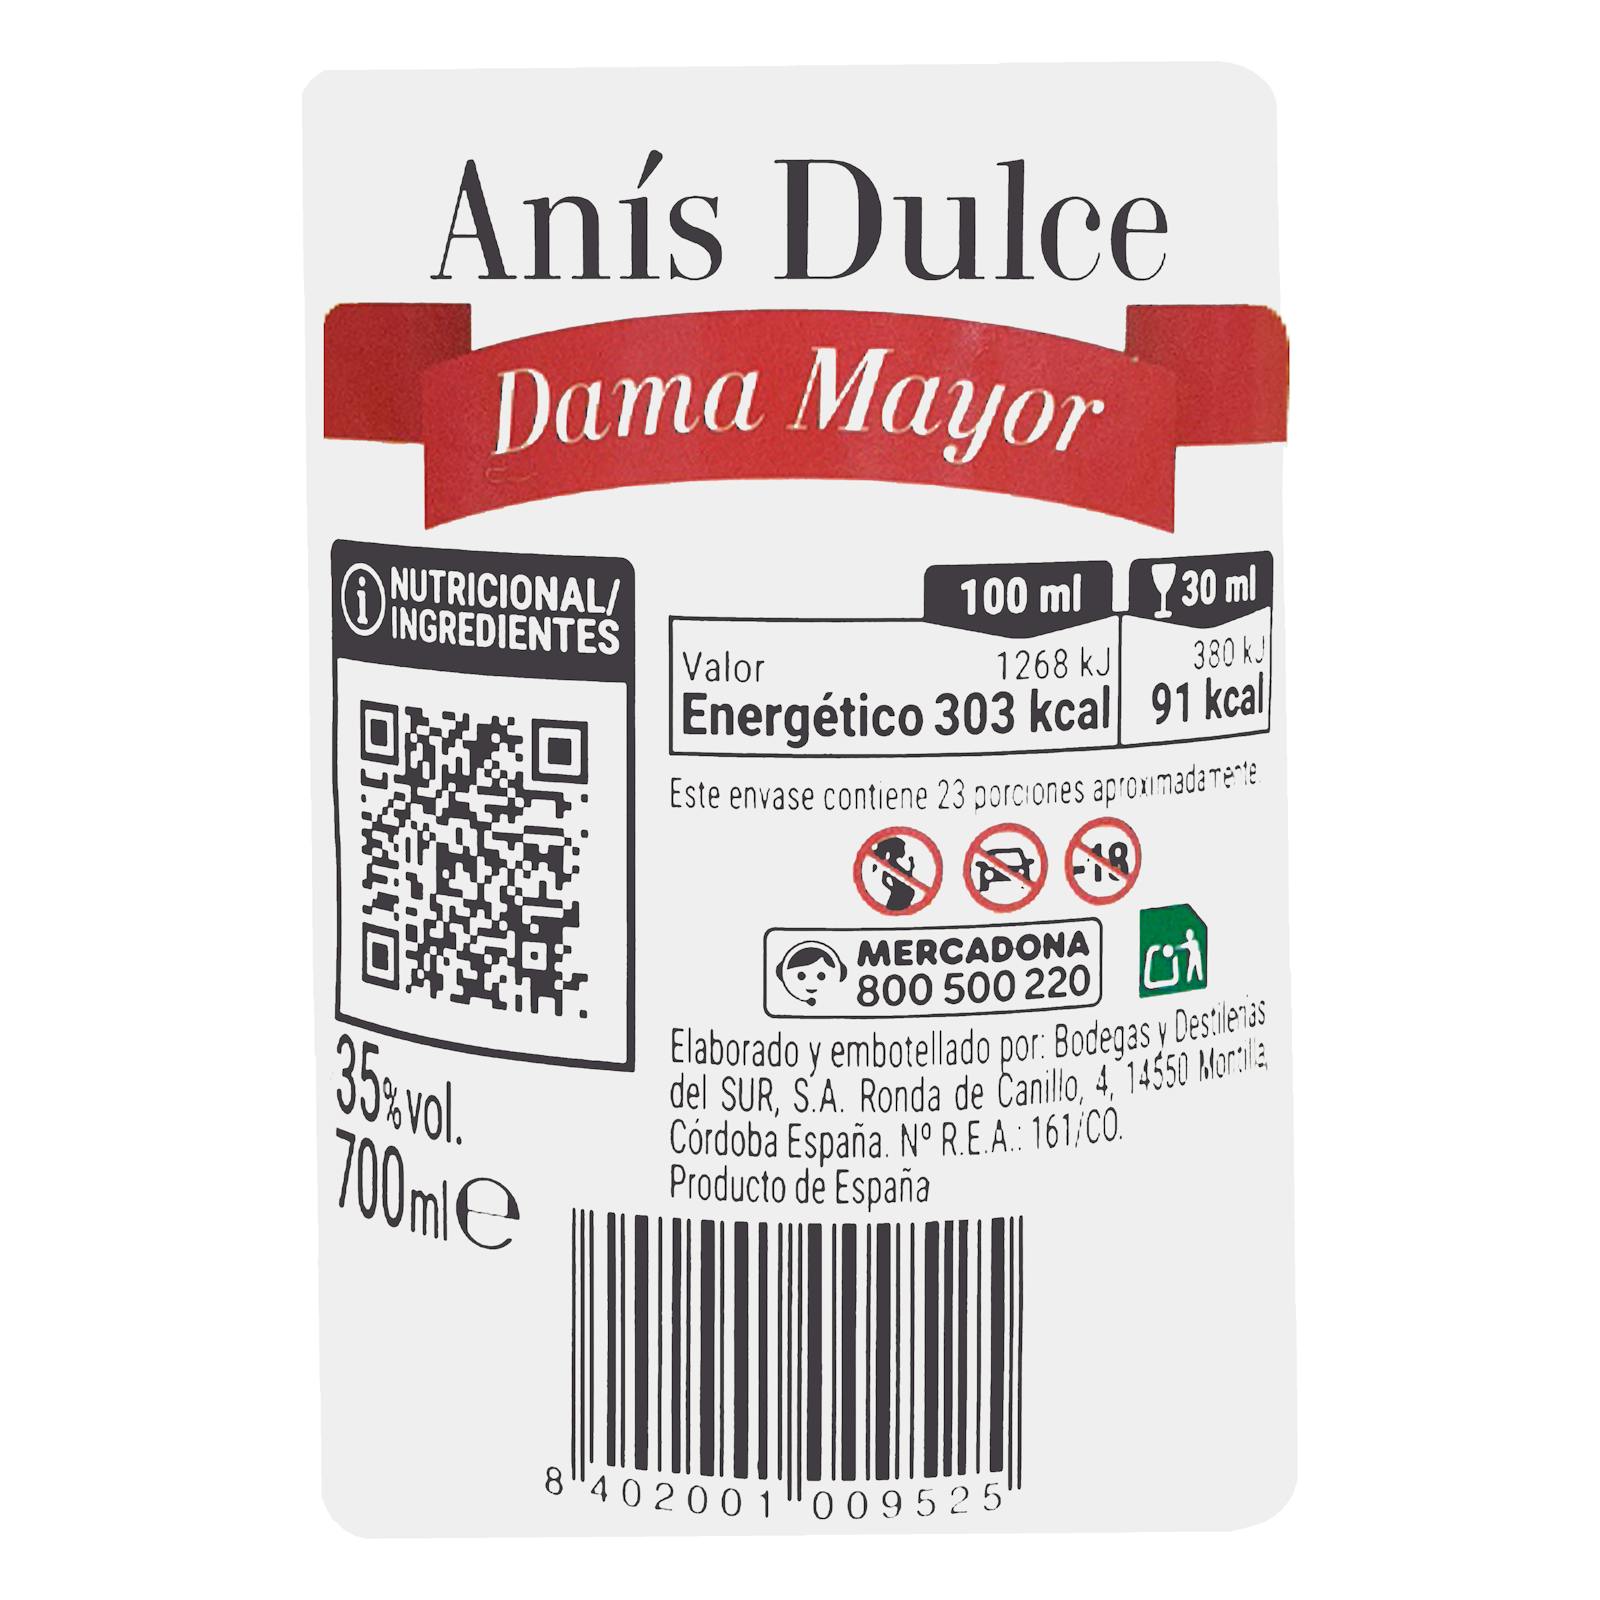 Anís Dulce
Dama Mayor
NUTRICIONAL/
INGREDIENTES
100 ml 30 ml
Valor 1268 kJ 380 kJ
Energético 303 kcal 91 kcal
Este envase contiene 23 porciones aproximadamente.
-18
MERCADONA
800 500 220
Elaborado y embotellado por: Bodegas y Destilerías
del SUR, S.A. Ronda de Canillo, 4, 14550 Montilla,
Córdoba España. Nº R.E.A.: 161/CO.
Producto de España
35% vol.
700 ml e
8 402001 009525